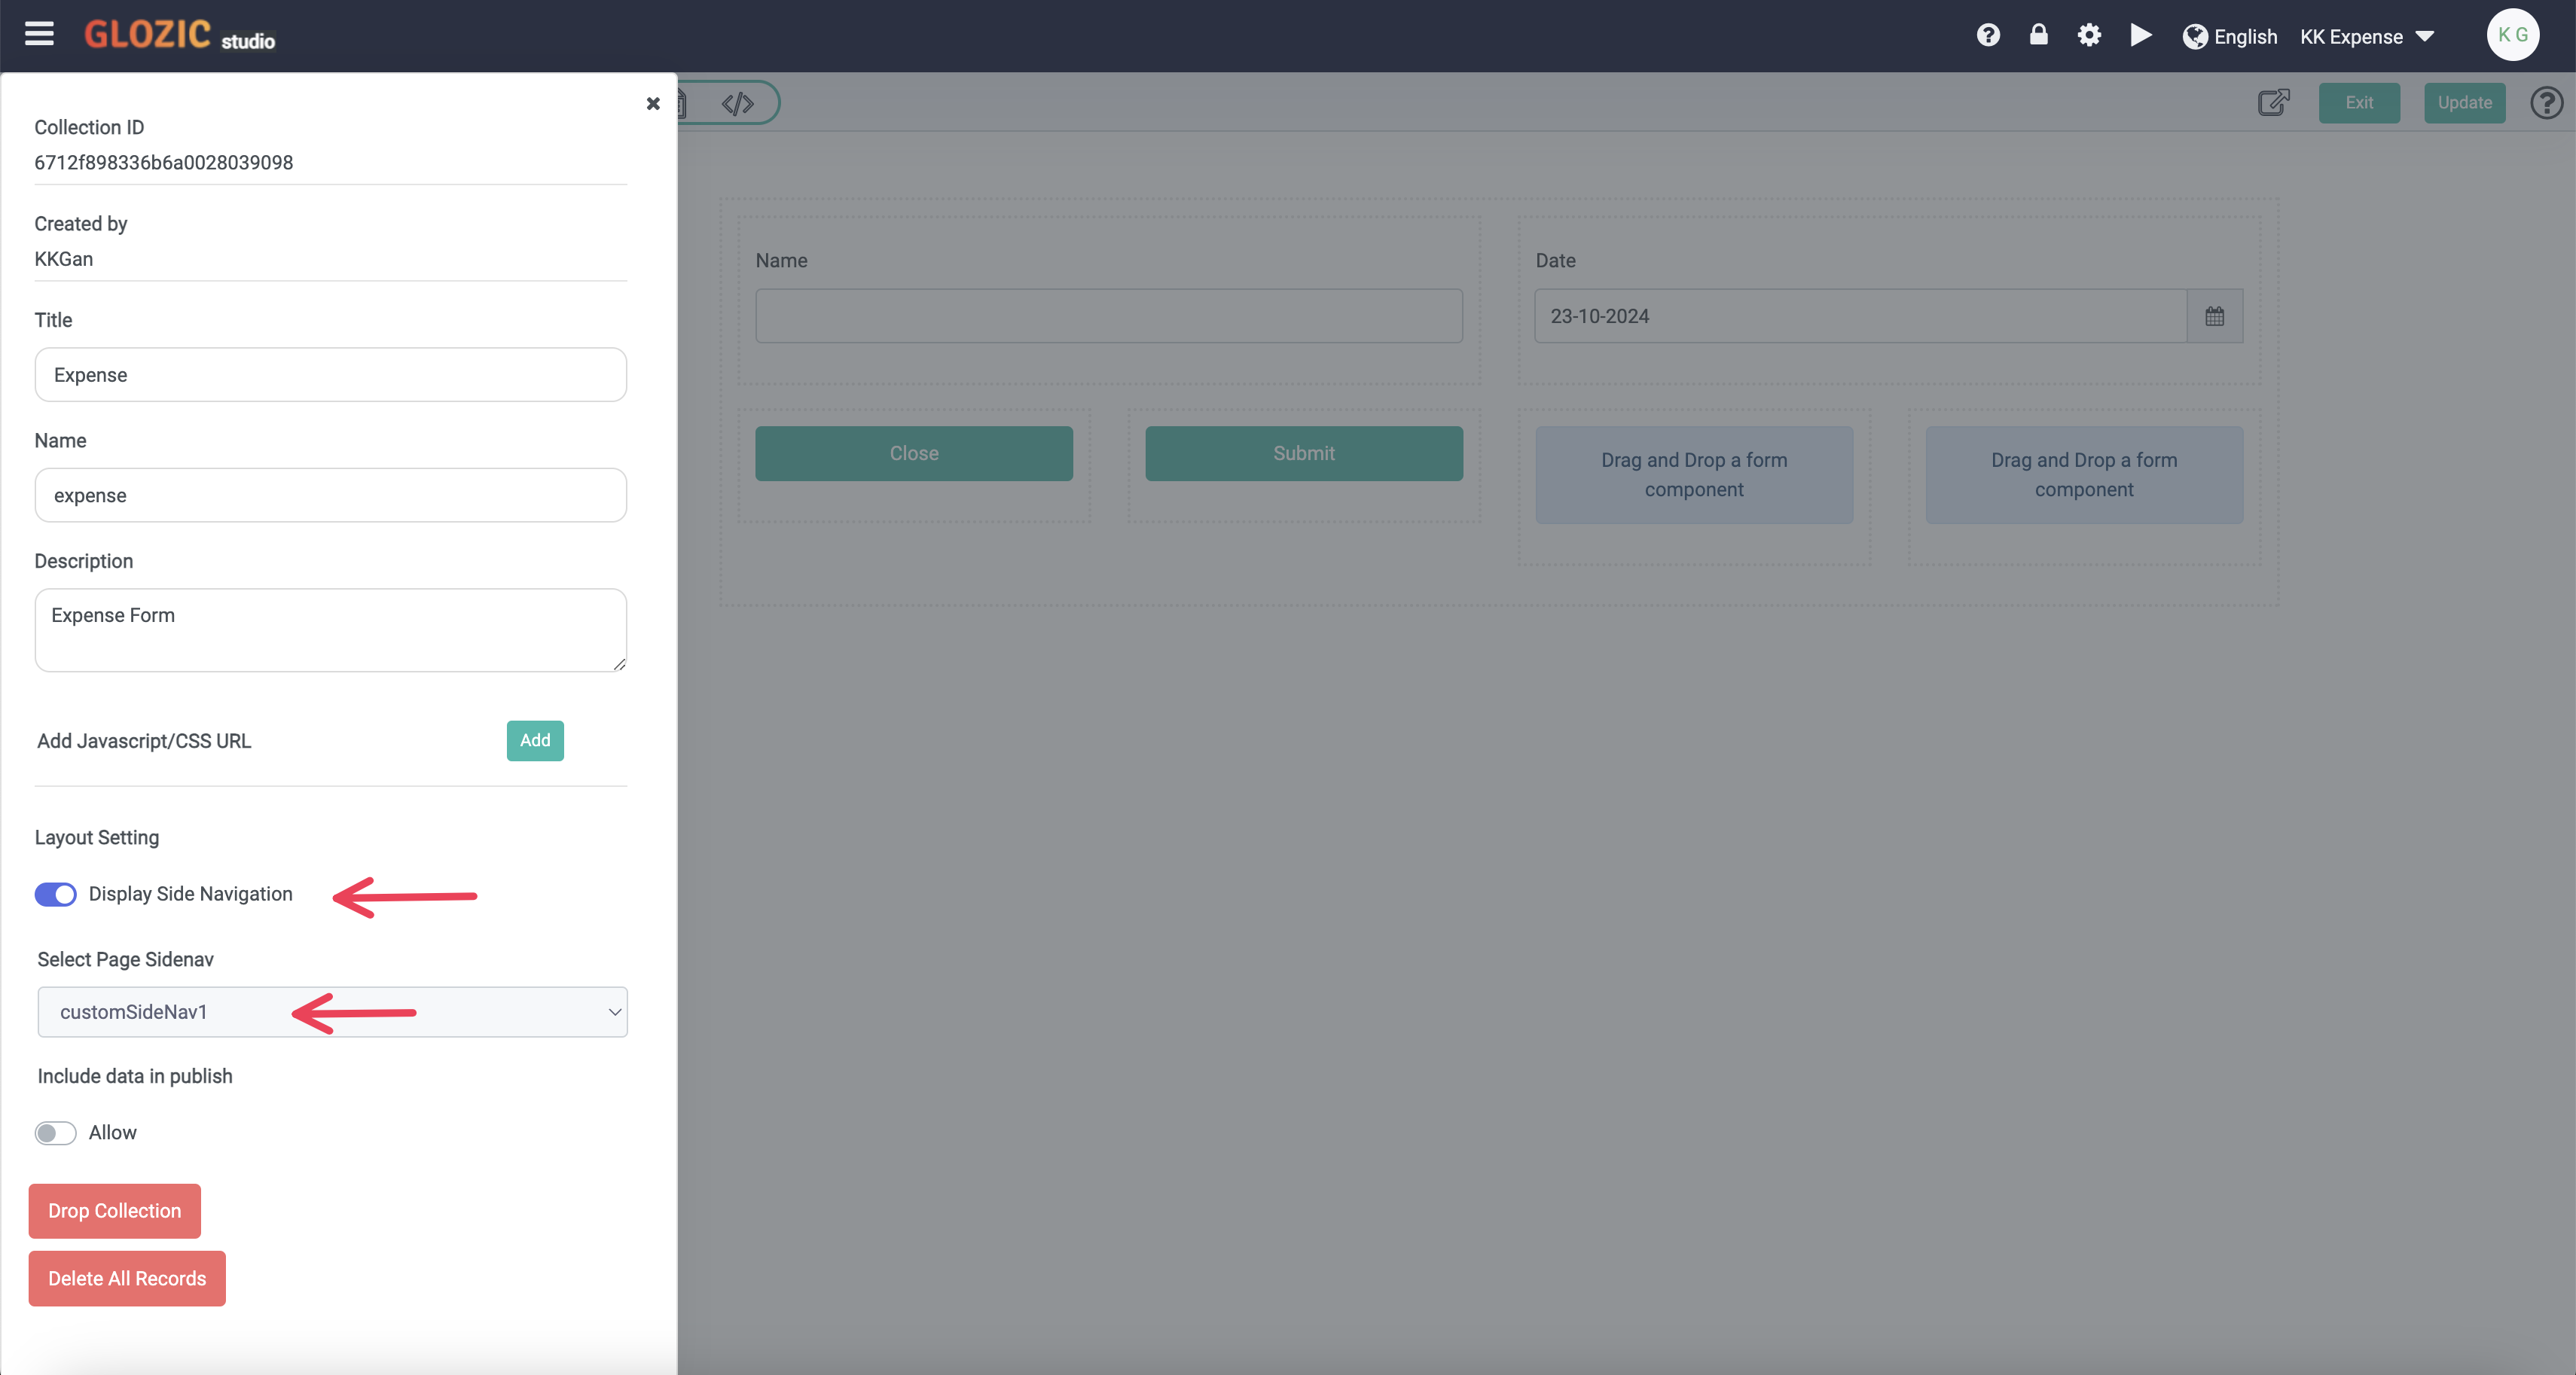 GLOZIC studio
English
KK Expense
K G
Collection ID
6712f898336b6a0028039098
Created by
KKGan
Title
Expense
Name
expense
Description
Expense Form
Add Javascript/CSS URL
Add
Layout Setting
Display Side Navigation
Select Page Sidenav
customSideNav1
Include data in publish
Allow
Drop Collection
Delete All Records
</>
Exit
Update
Name
Date
23-10-2024
Close
Submit
Drag and Drop a form
component
Drag and Drop a form
component